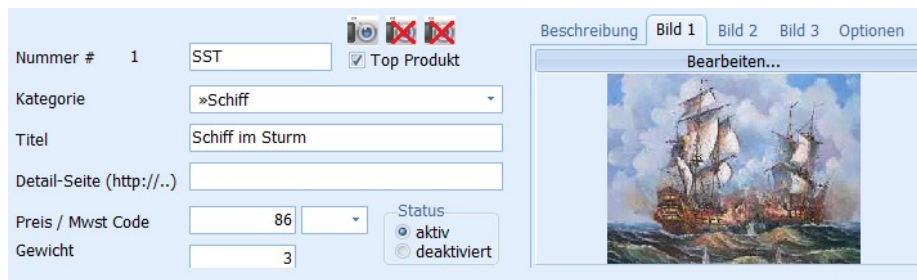 Nummer # 1 SST
Top Produkt
Kategorie »Schiff
Titel Schiff im Sturm
Detail-Seite (http://..)
Preis / Mwst Code 86
Gewicht 3
Status
aktiv
deaktiviert
Beschreibung Bild 1 Bild 2 Bild 3 Optionen
Bearbeiten...